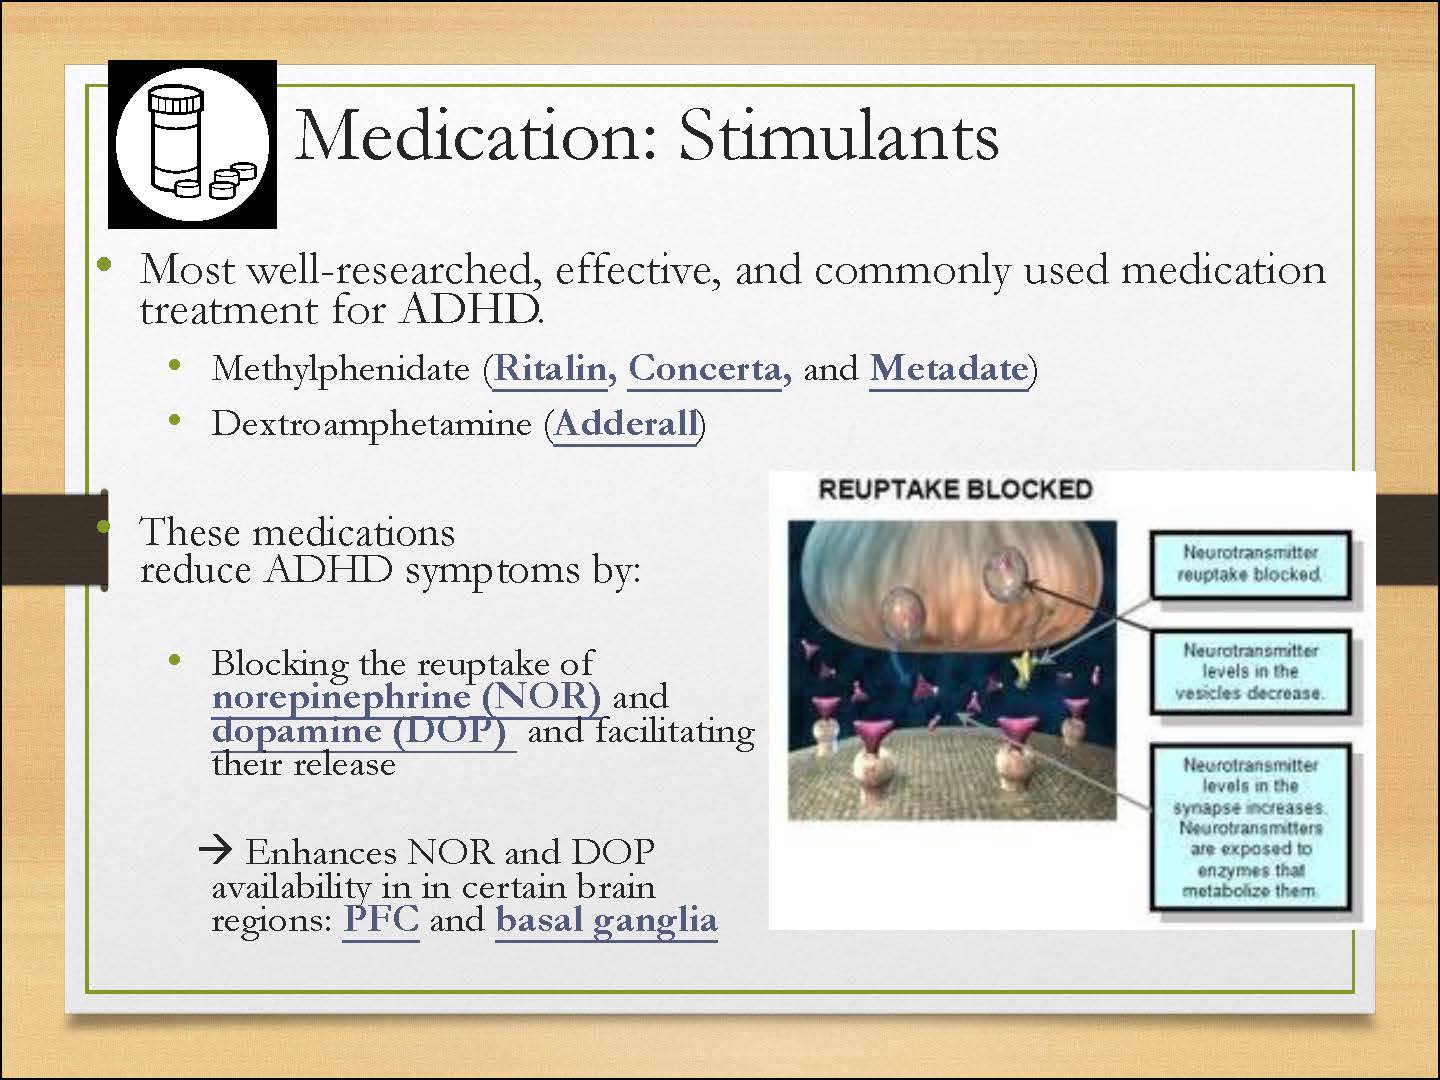 Medication: Stimulants
• Most well-researched, effective, and commonly used medication
treatment for ADHD.
• Methylphenidate (Ritalin, Concerta, and Metadate)
• Dextroamphetamine (Adderall)
• These medications
reduce ADHD symptoms by:
• Blocking the reuptake of
norepinephrine (NOR) and
dopamine (DOP) and facilitating
their release
→ Enhances NOR and DOP
availability in in certain brain
regions: PFC and basal ganglia
REUPTAKE BLOCKED
Neurotransmitter
reuptake blocked.
Neurotransmitter
levels in the
vesicles decrease.
Neurotransmitter
levels in the
synapse increases.
Neurotransmitters
are exposed to
enzymes that
metabolize them.